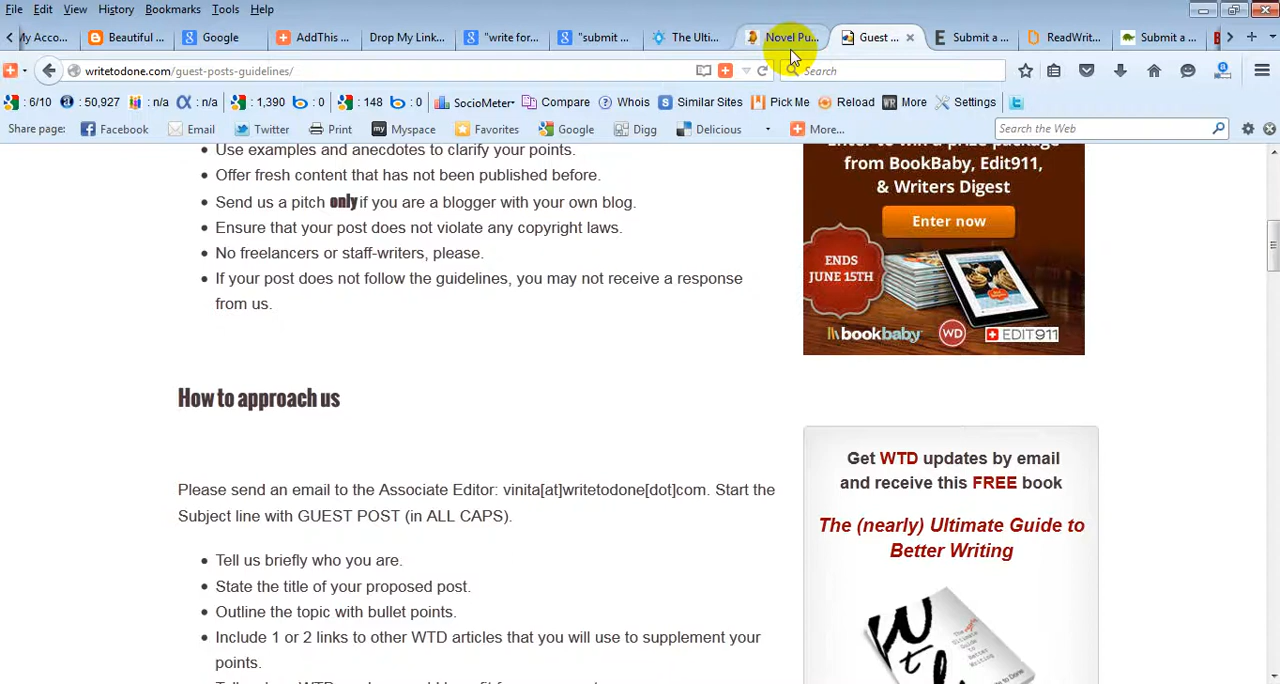 File Edit View History Bookmarks Tools Help
My Acco... Beautiful ... Google AddThis ... Drop My Link... "write for... "submit ... The Ulti... Novel Pu... Guest ... Submit a ... ReadWrit... Submit a ...
writetodone.com/guest-posts-guidelines/ Search
: 6/10 : 50,927 : n/a : n/a : 1,390 : 0 : 148 : 0 SocioMeter Compare Whois Similar Sites Pick Me Reload WR More Settings
Share page: Facebook Email Twitter Print Myspace Favorites Google Digg Delicious More... Search the Web
• Use examples and anecdotes to clarify your points.
• Offer fresh content that has not been published before.
• Send us a pitch only if you are a blogger with your own blog.
• Ensure that your post does not violate any copyright laws.
• No freelancers or staff-writers, please.
• If your post does not follow the guidelines, you may not receive a response
from us.
How to approach us
Please send an email to the Associate Editor: vinita[at]writetodone[dot]com. Start the
Subject line with GUEST POST (in ALL CAPS).
• Tell us briefly who you are.
• State the title of your proposed post.
• Outline the topic with bullet points.
• Include 1 or 2 links to other WTD articles that you will use to supplement your
points.
Enter to win a prize package
from BookBaby, Edit911,
& Writers Digest
Enter now
ENDS
JUNE 15TH
bookbaby WD EDIT911
Get WTD updates by email
and receive this FREE book
The (nearly) Ultimate Guide to
Better Writing